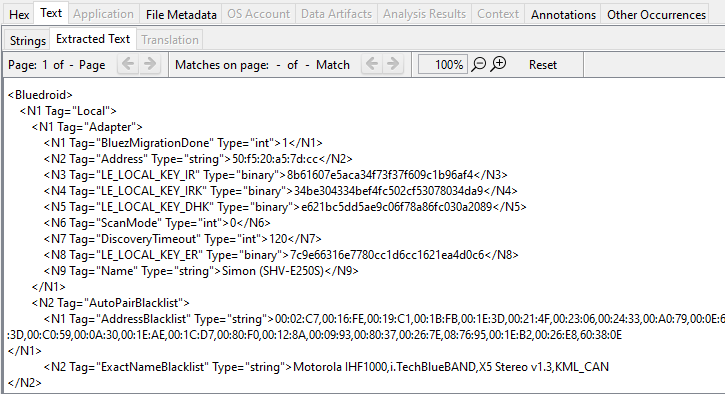 Hex Text Application File Metadata OS Account Data Artifacts Analysis Results Context Annotations Other Occurrences
Strings Extracted Text Translation
Page: 1 of - Page Matches on page: - of - Match 100% Reset
<Bluedroid>
<N1 Tag="Local">
<N1 Tag="Adapter">
<N1 Tag="BluezMigrationDone" Type="int">1</N1>
<N2 Tag="Address" Type="string">50:f5:20:a5:7d:cc</N2>
<N3 Tag="LE_LOCAL_KEY_IR" Type="binary">8b61607e5aca34f73f37f609c1b96af4</N3>
<N4 Tag="LE_LOCAL_KEY_IRK" Type="binary">34be304334bef4fc502cf53078034da9</N4>
<N5 Tag="LE_LOCAL_KEY_DHK" Type="binary">e621bc5dd5ae9c06f78a86fc030a2089</N5>
<N6 Tag="ScanMode" Type="int">0</N6>
<N7 Tag="DiscoveryTimeout" Type="int">120</N7>
<N8 Tag="LE_LOCAL_KEY_ER" Type="binary">7c9e66316e7780cc1d6cc1621ea4d0c6</N8>
<N9 Tag="Name" Type="string">Simon (SHV-E250S)</N9>
</N1>
<N2 Tag="AutoPairBlacklist">
<N1 Tag="AddressBlacklist" Type="string">00:02:C7,00:16:FE,00:19:C1,00:1B:FB,00:1E:3D,00:21:4F,00:23:06,00:24:33,00:A0:79,00:0E:6
:3D,00:C0:59,00:0A:30,00:1E:AE,00:1C:D7,00:80:F0,00:12:8A,00:09:93,00:80:37,00:26:7E,08:76:95,00:1E:B2,00:26:E8,60:38:0E
</N1>
<N2 Tag="ExactNameBlacklist" Type="string">Motorola IHF1000,i.TechBlueBAND,X5 Stereo v1.3,KML_CAN
</N2>